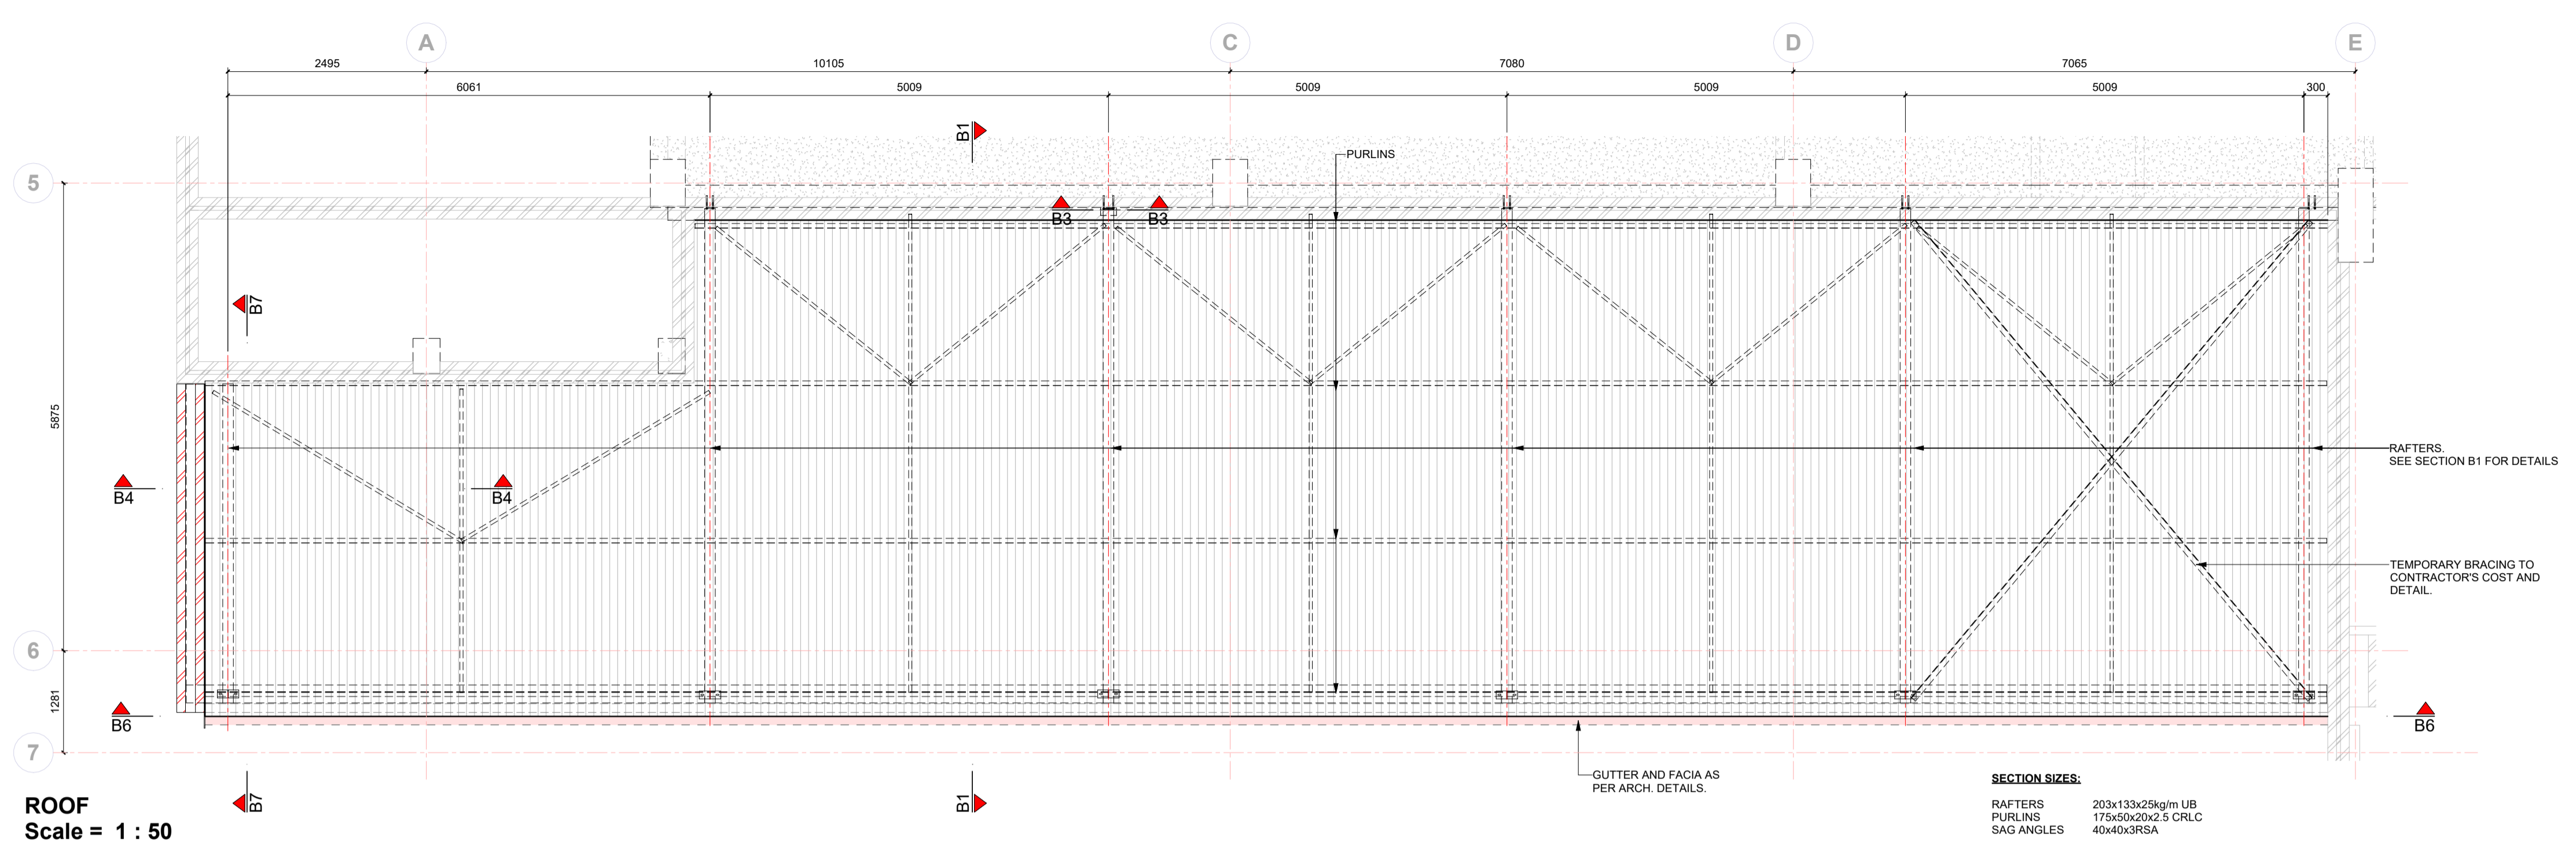 A C D E
2495 10105 7080 7065
6061 5009 5009 5009 5009 300
B1
PURLINS
5
B3 B3
B7
5875
RAFTERS.
SEE SECTION B1 FOR DETAILS
B4 B4
TEMPORARY BRACING TO
CONTRACTOR'S COST AND
DETAIL.
6
1281
B6 B6
7
GUTTER AND FACIA AS
PER ARCH. DETAILS.
B7 B1
ROOF
Scale = 1 : 50
SECTION SIZES:
RAFTERS 203x133x25kg/m UB
PURLINS 175x50x20x2.5 CRLC
SAG ANGLES 40x40x3RSA